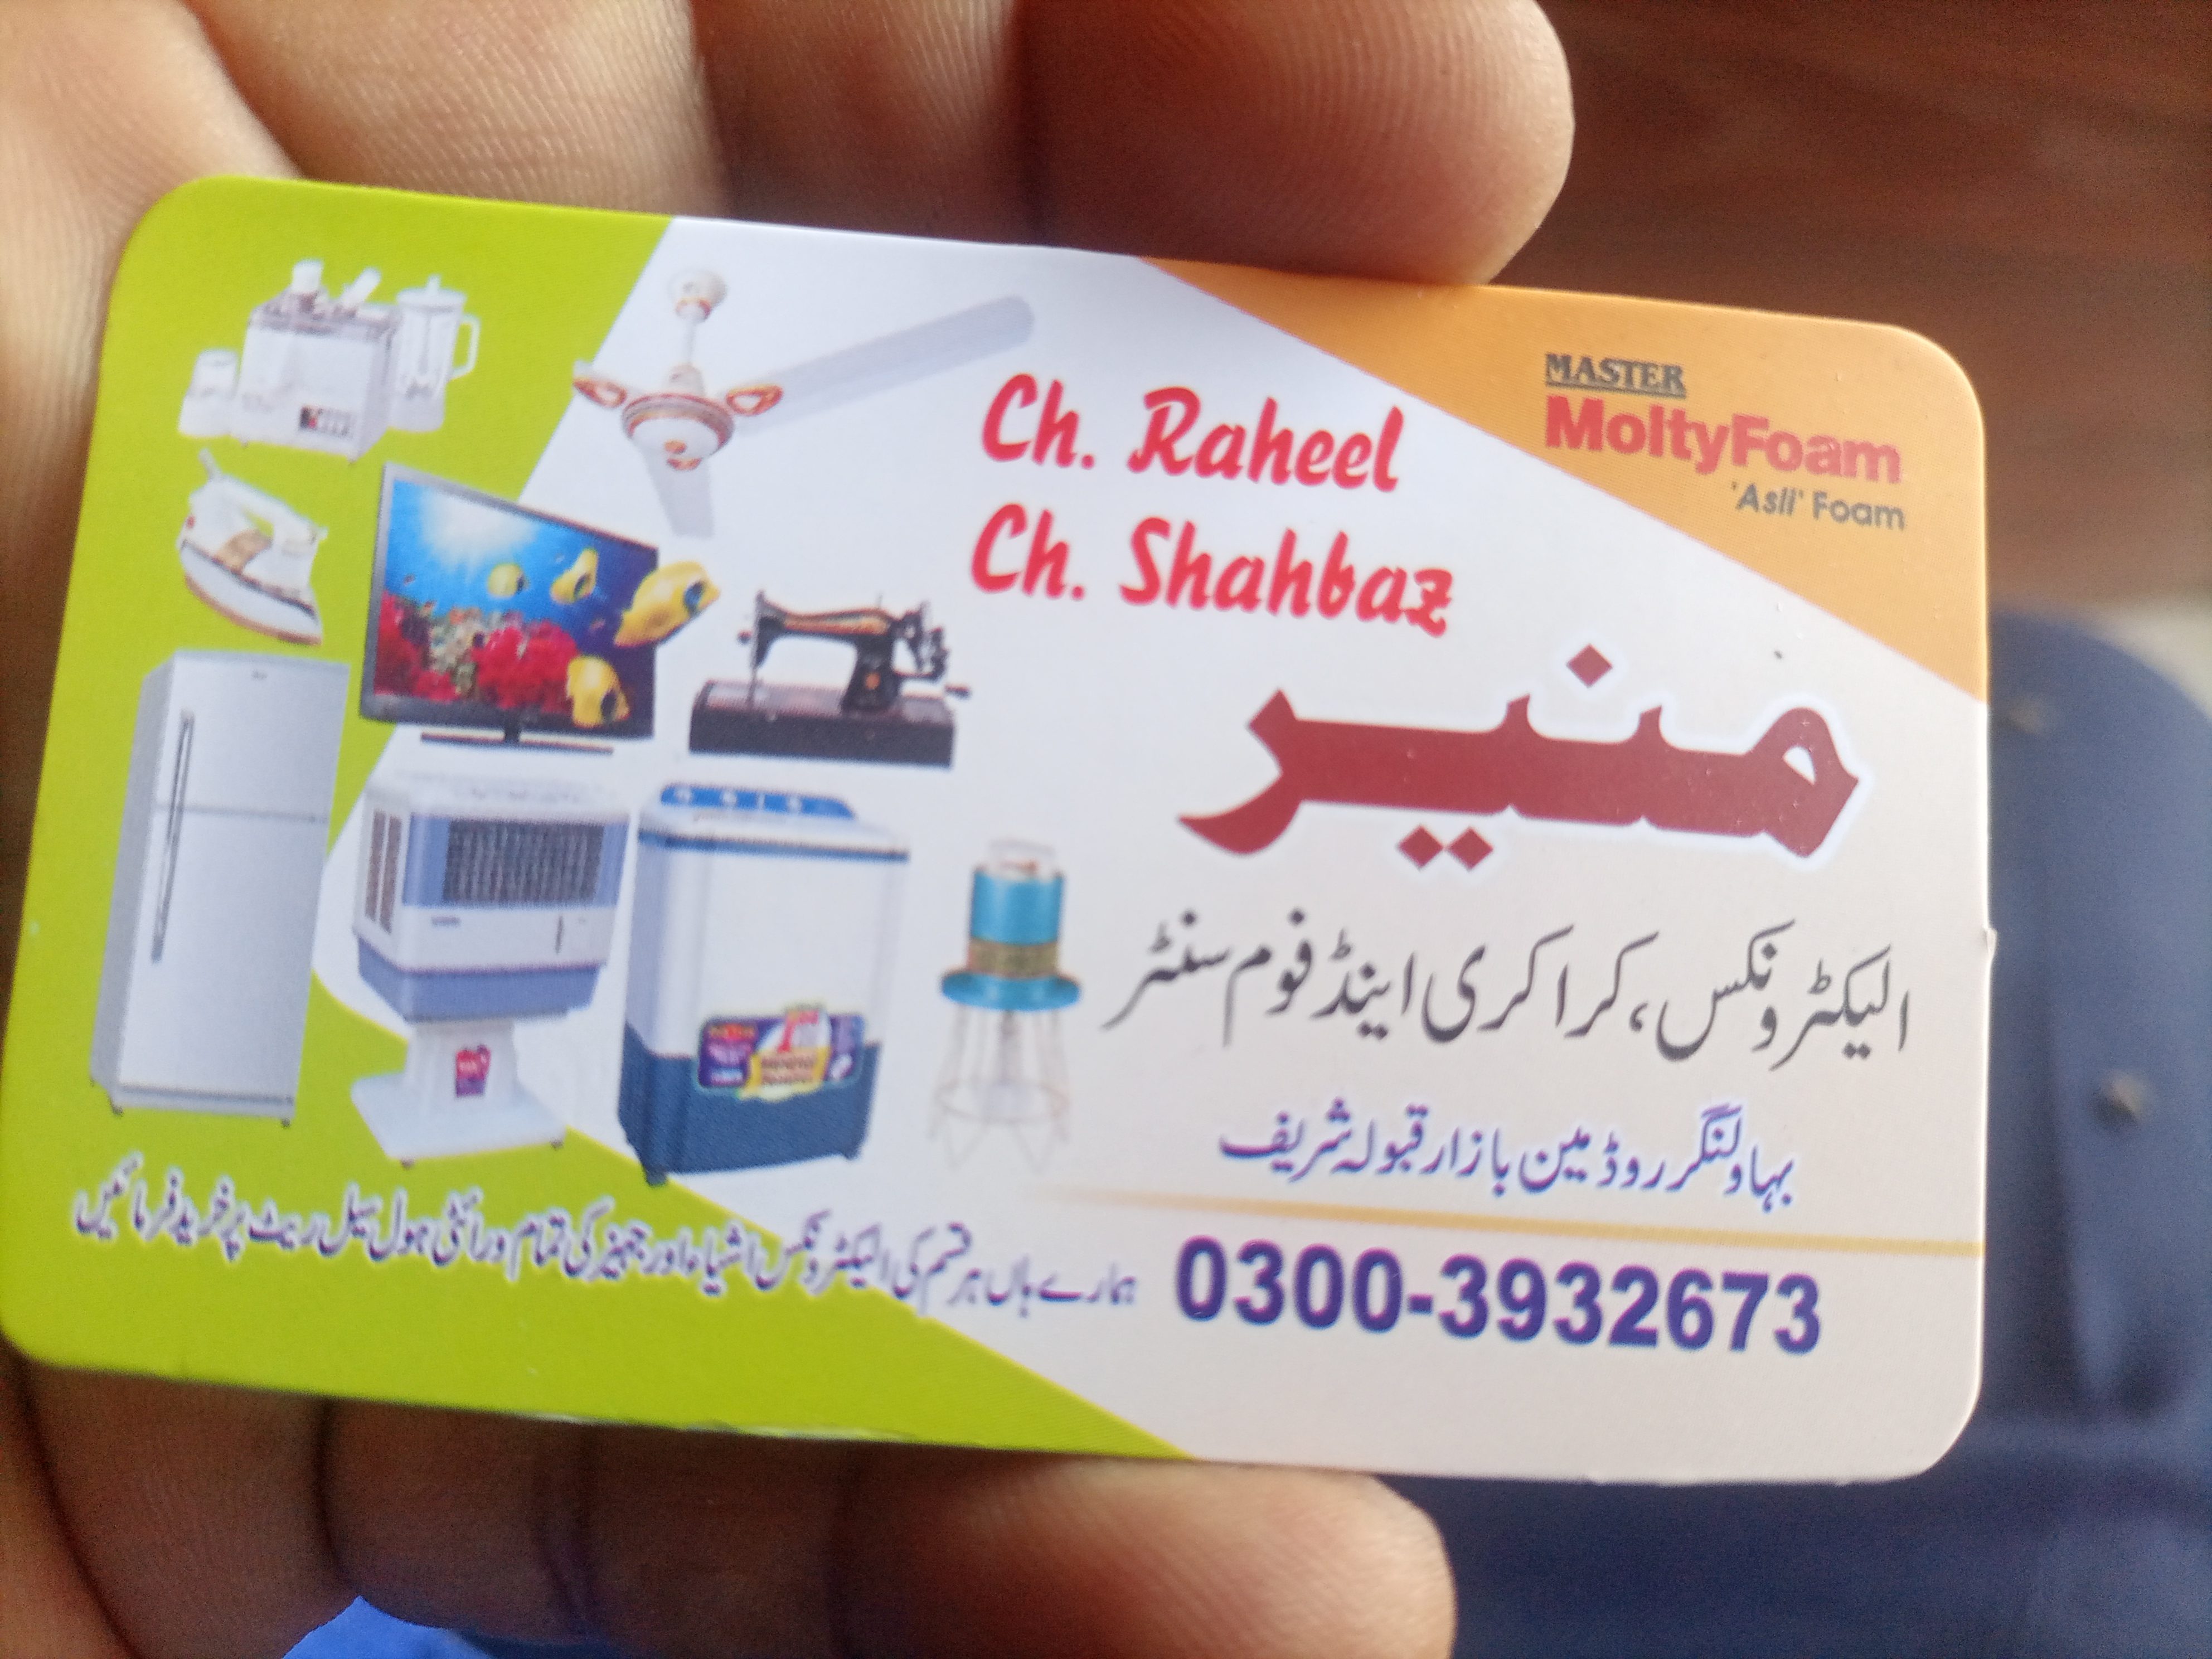 MASTER
MoltyFoam
'Asli' Foam
Ch. Raheel
Ch. Shahbaz
منیر
الیکٹرونکس، کراکری اینڈ فوم سنٹر
بہاولنگر روڈ مین بازار قبولہ شریف
0300-3932673
ہمارے ہاں ہر قسم کی الیکٹرونکس اشیاء اور جہیز کی تمام ورائٹی ہول سیل ریٹ پر خرید فرمائیں